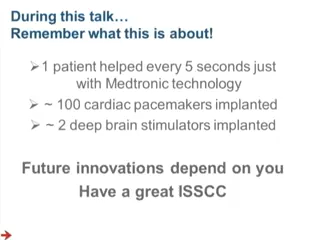 During this talk…
Remember what this is about!
➢1 patient helped every 5 seconds just
with Medtronic technology
➢ ~ 100 cardiac pacemakers implanted
➢ ~ 2 deep brain stimulators implanted
Future innovations depend on you
Have a great ISSCC